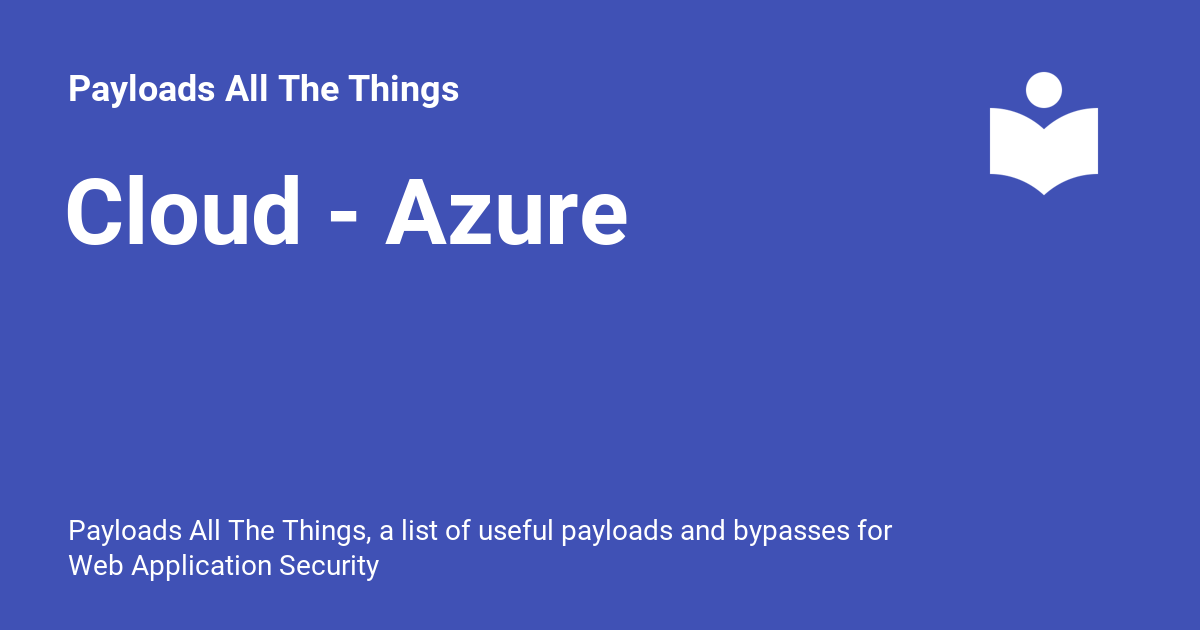 Payloads All The Things
Cloud - Azure
Payloads All The Things, a list of useful payloads and bypasses for
Web Application Security